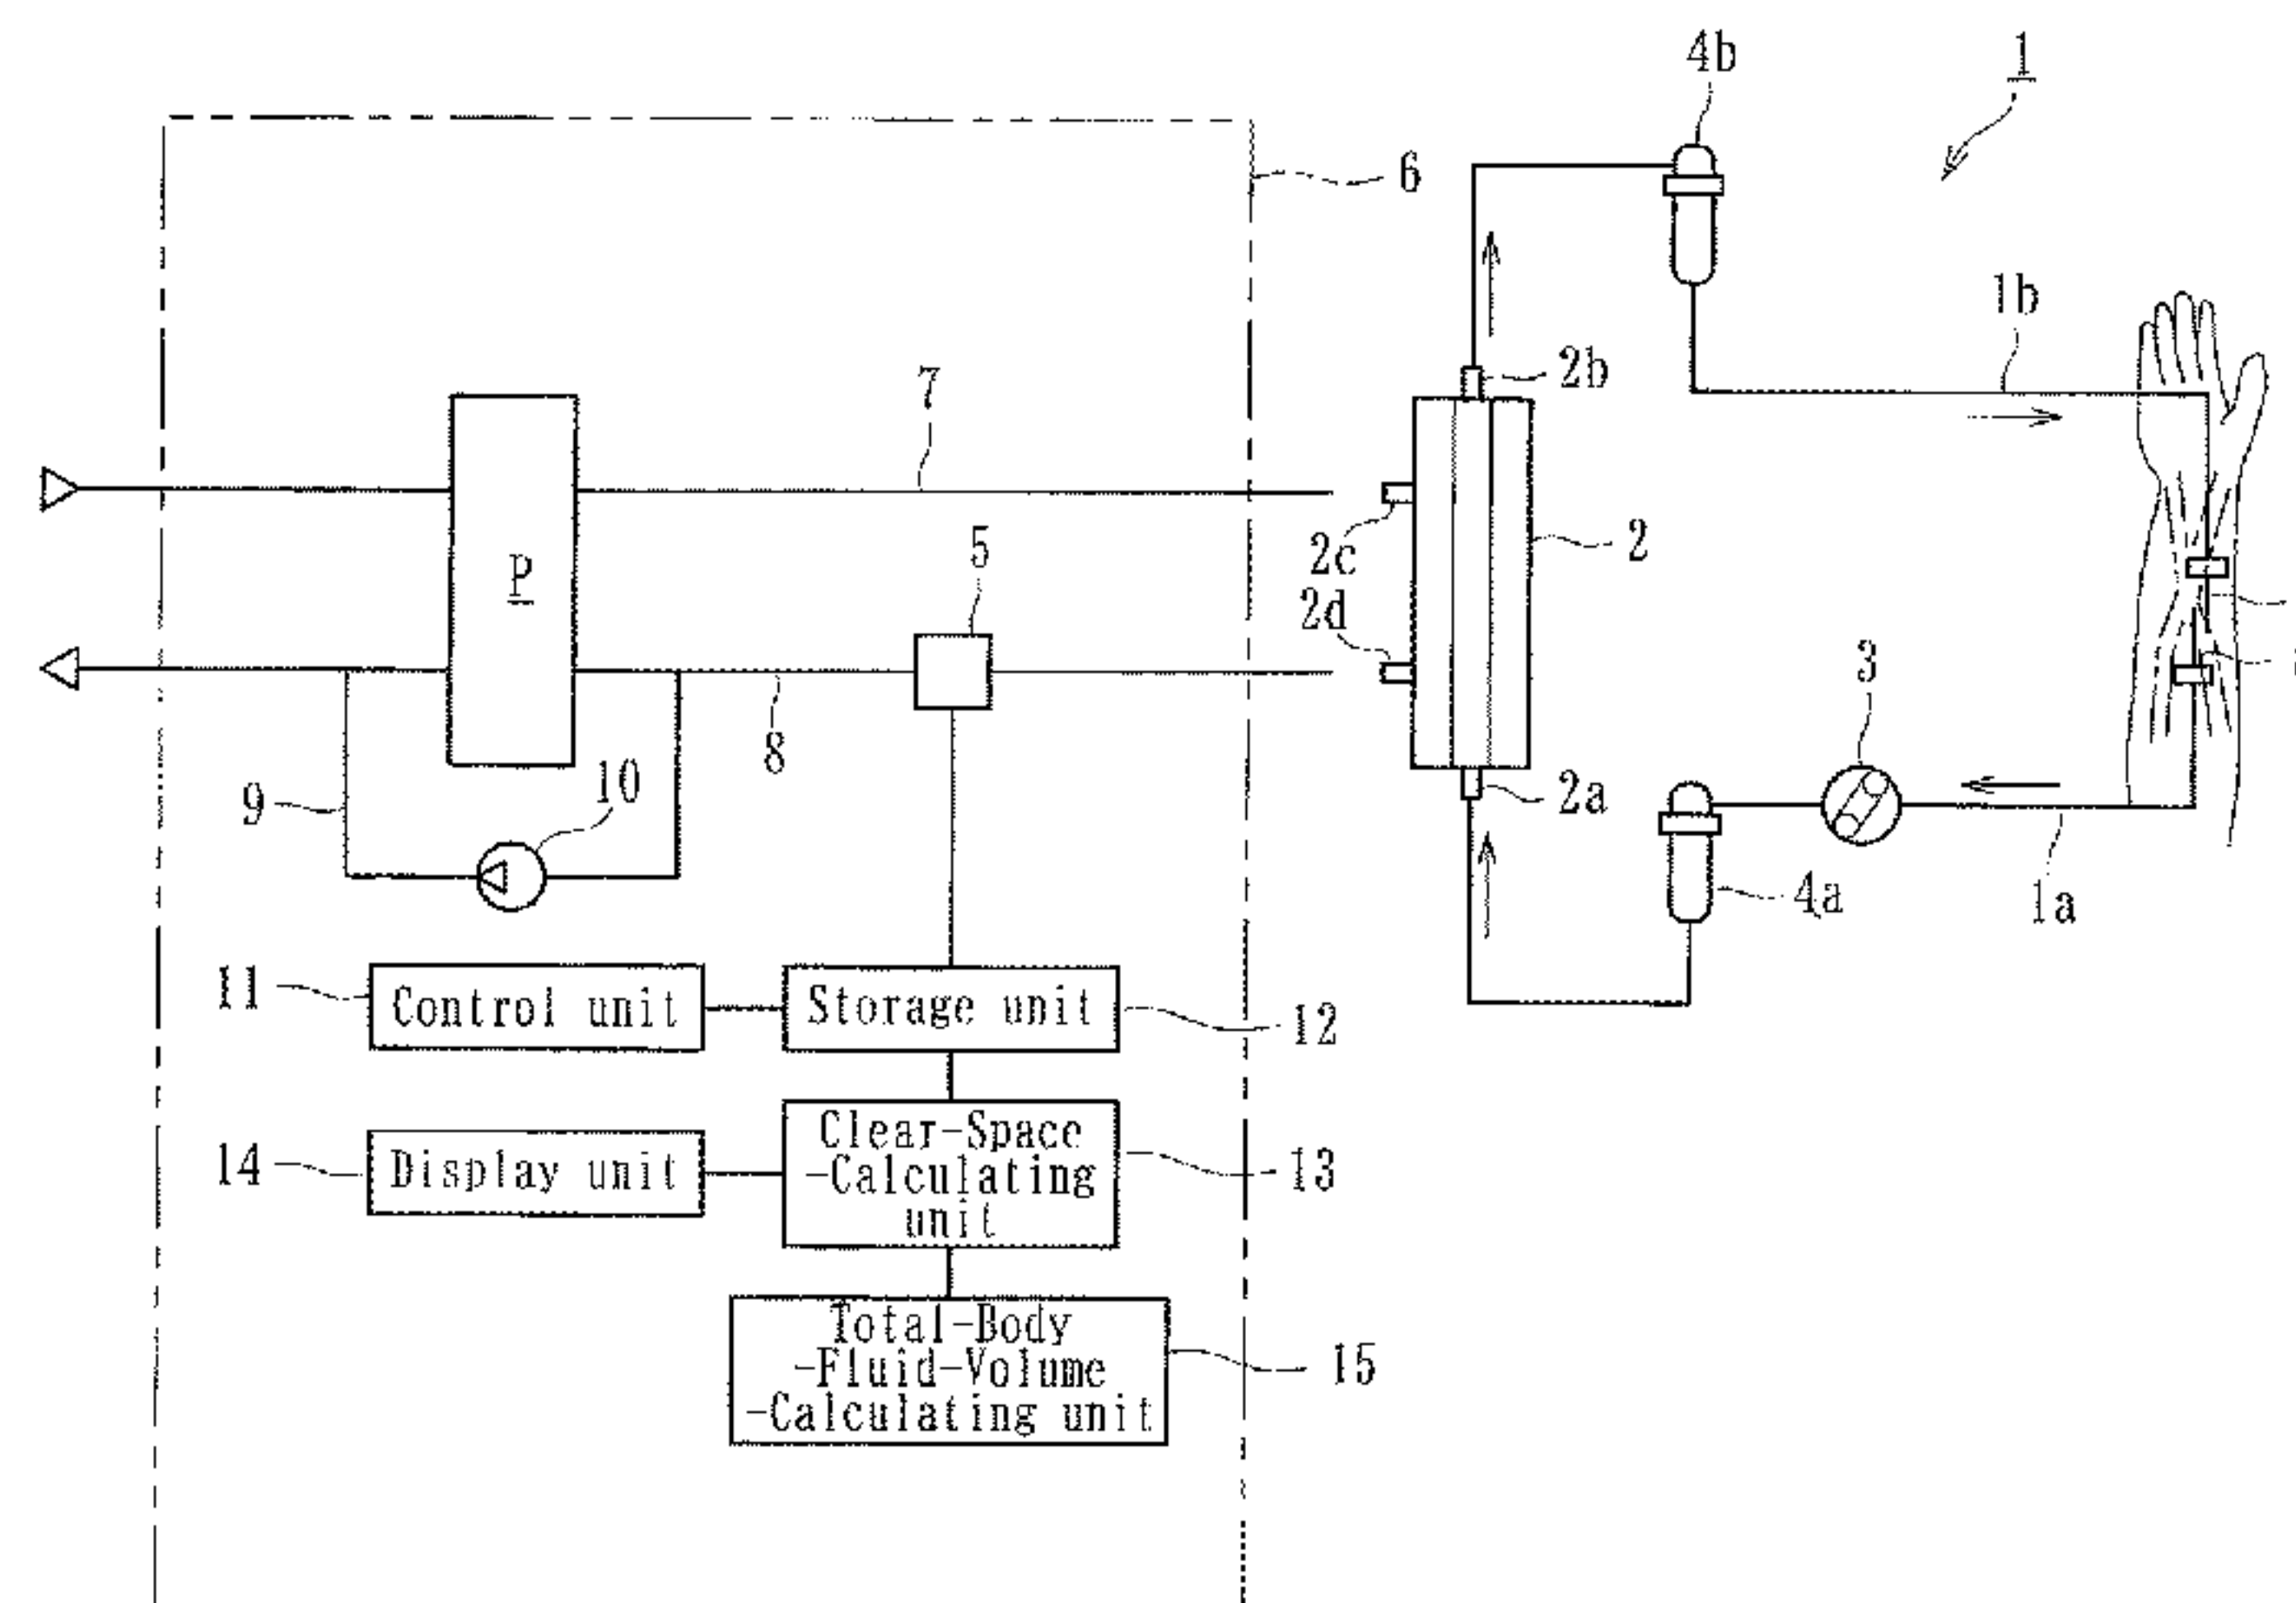 4b
1
6
1b
7
2b
5
2c
2
P
2d
3
8
10
2a
9
4a
1a
11
Control unit
Storage unit
12
14
Display unit
Clear-Space
-Calculating
unit
13
Total-Body
-Fluid-Volume
-Calculating unit
15